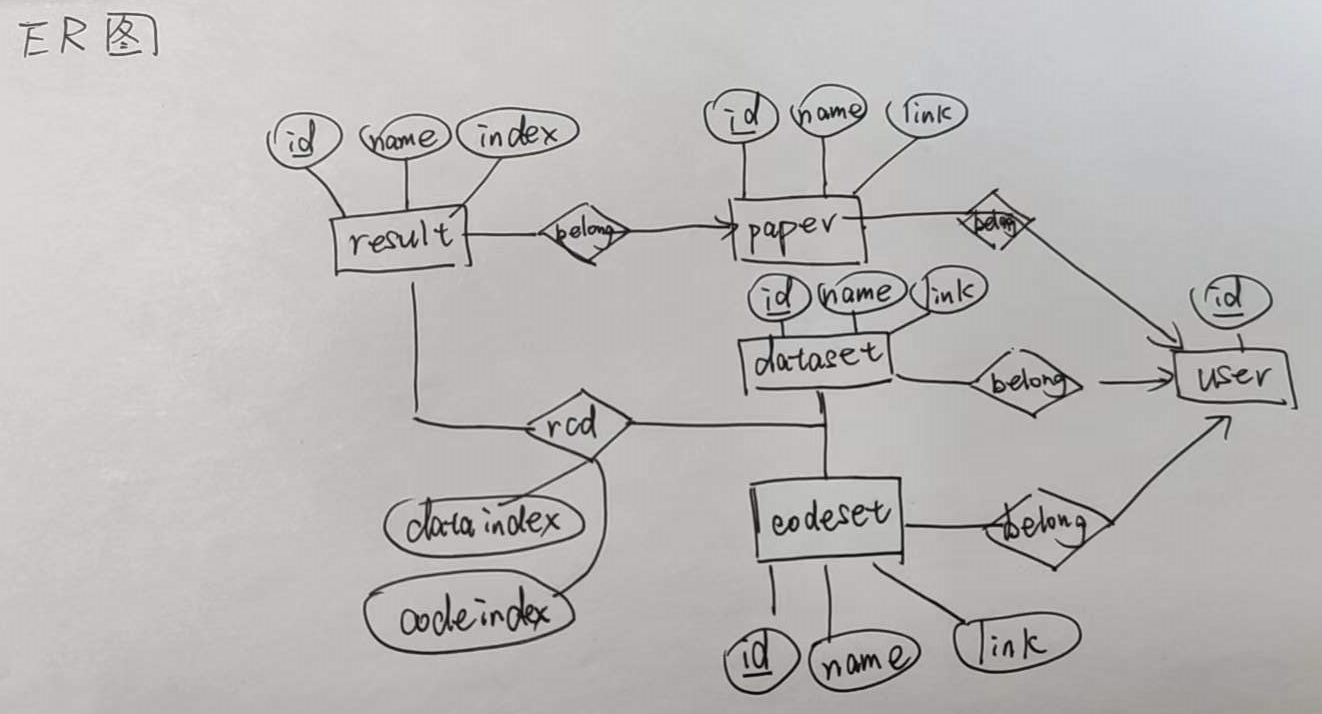 ER图
id name index
id name link
result belong paper belong
id name link
id
dataset belong user
rcd
dataindex
codeset belong
codeindex
id name link